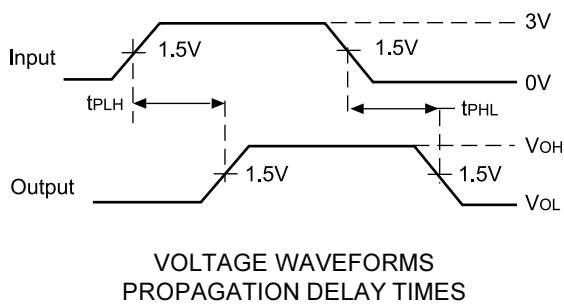 3V
Input
1.5V
1.5V
0V
tPLH
tPHL
VOH
Output
1.5V
1.5V
VOL
VOLTAGE WAVEFORMS
PROPAGATION DELAY TIMES